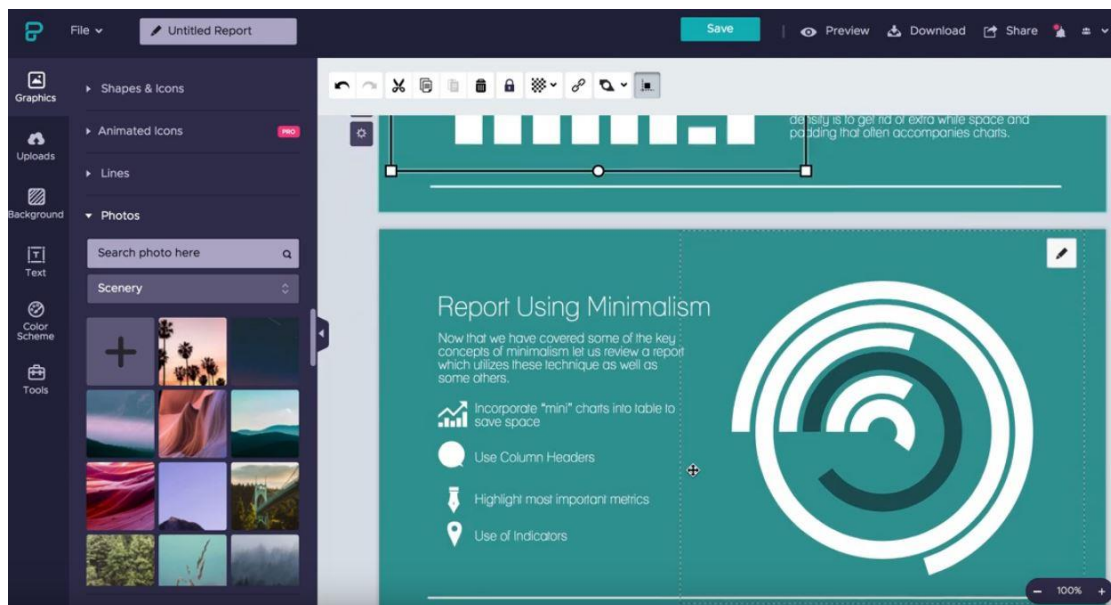 File
Untitled Report
Save
Preview
Download
Share
Graphics
Uploads
Background
Text
Color
Scheme
Tools
Shapes & Icons
Animated Icons
PRO
Lines
Photos
Search photo here
Scenery
density is to get rid of extra white space and
padding that often accompanies charts.
Report Using Minimalism
Now that we have covered some of the key
concepts of minimalism let us review a report
which utilizes these technique as well as
some others.
Incorporate "mini" charts into table to
save space
Use Column Headers
Highlight most important metrics
Use of Indicators
100%